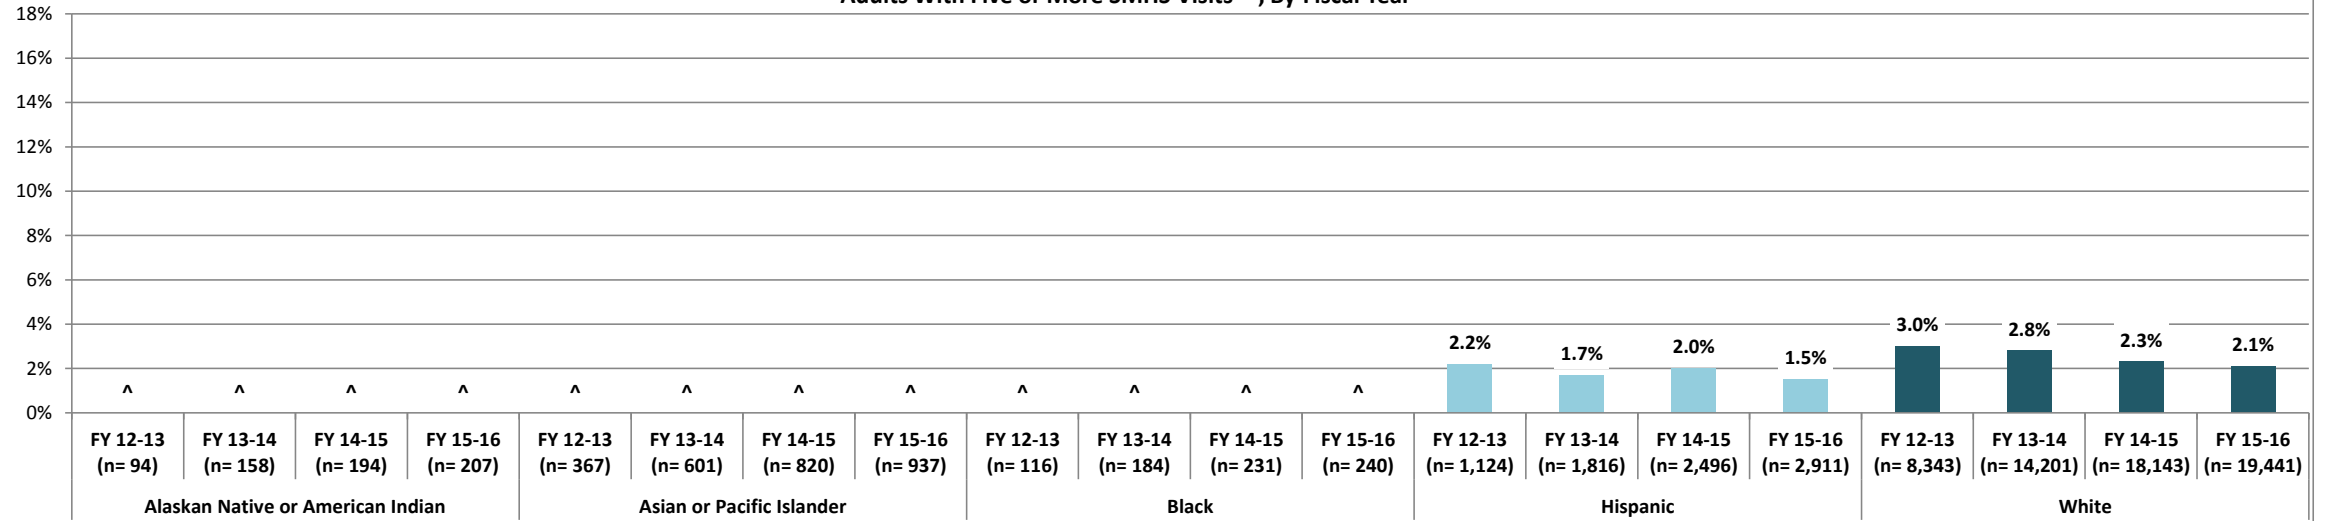 18%
16%
14%
12%
10%
8%
6%
4%
2%
0%
^ ^ ^ ^ ^ ^ ^ ^ ^ ^ ^ ^
2.2% 1.7% 2.0% 1.5% 3.0% 2.8% 2.3% 2.1%
FY 12-13 FY 13-14 FY 14-15 FY 15-16 FY 12-13 FY 13-14 FY 14-15 FY 15-16 FY 12-13 FY 13-14 FY 14-15 FY 15-16 FY 12-13 FY 13-14 FY 14-15 FY 15-16 FY 12-13 FY 13-14 FY 14-15 FY 15-16
(n= 94) (n= 158) (n= 194) (n= 207) (n= 367) (n= 601) (n= 820) (n= 937) (n= 116) (n= 184) (n= 231) (n= 240) (n= 1,124) (n= 1,816) (n= 2,496) (n= 2,911) (n= 8,343) (n= 14,201) (n= 18,143) (n= 19,441)
Alaskan Native or American Indian Asian or Pacific Islander Black Hispanic White